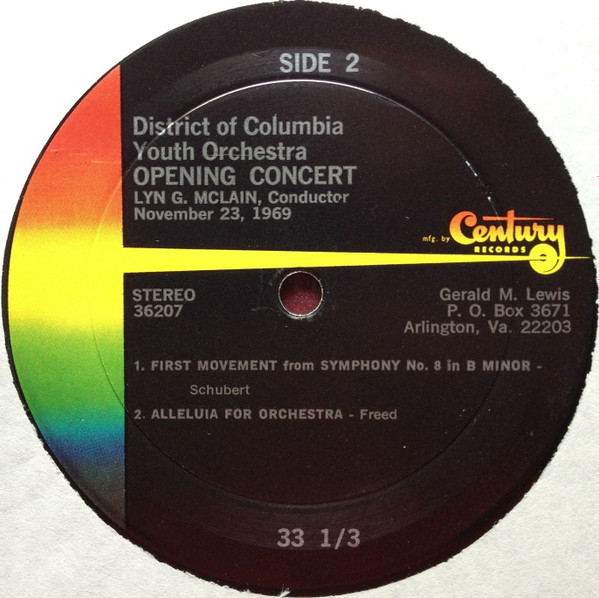 SIDE 2
District of Columbia
Youth Orchestra
OPENING CONCERT
LYN G. MCLAIN, Conductor
November 23, 1969
mfg. by Century
RECORDS
STEREO
36207
Gerald M. Lewis
P. O. Box 3671
Arlington, Va. 22203
1. FIRST MOVEMENT from SYMPHONY No. 8 in B MINOR -
Schubert
2. ALLELUIA FOR ORCHESTRA - Freed
33 1/3